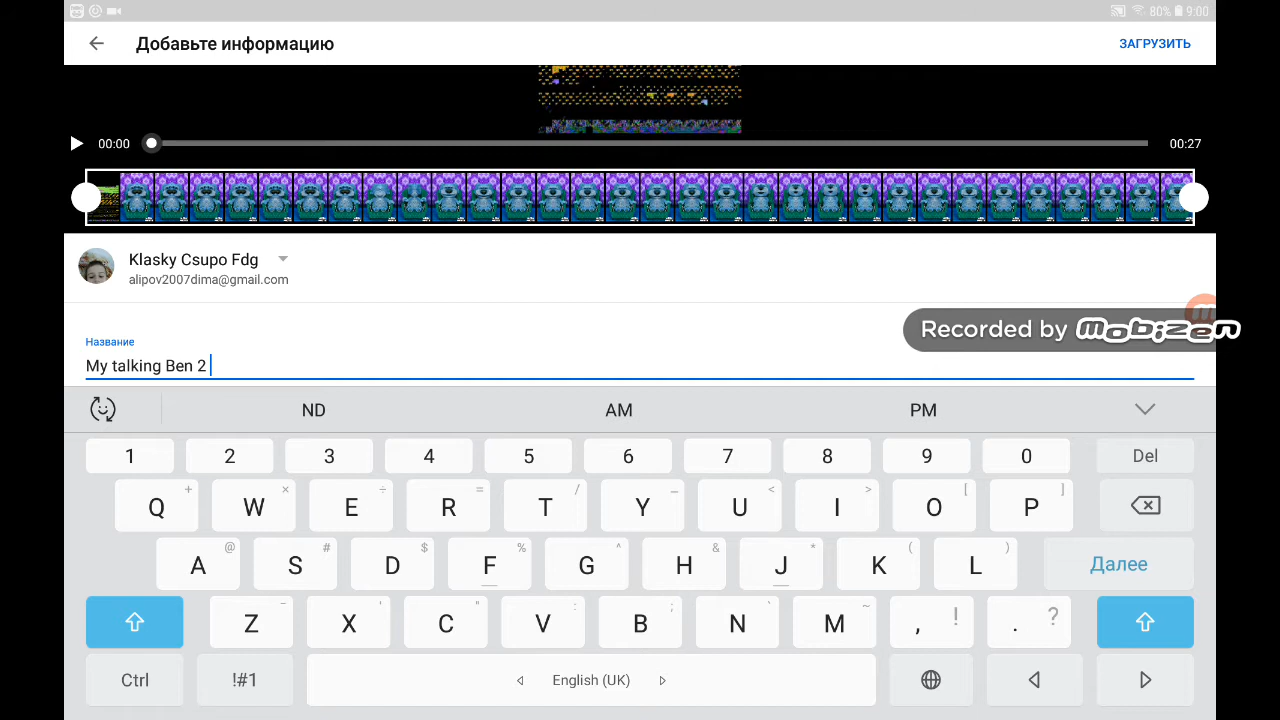 80% 9:00
Добавьте информацию
ЗАГРУЗИТЬ
00:00
00:27
Klasky Csupo Fdg
alipov2007dima@gmail.com
Recorded by mobizen
Название
My talking Ben 2
ND AM PM
1 2 3 4 5 6 7 8 9 0 Del
+ × ÷ = / _ < > [ ]
Q W E R T Y U I O P
@ # $ % ^ & * ( )
A S D F G H J K L Далее
- ' " : ; ` ~ ! ?
Z X C V B N M , .
Ctrl !#1 English (UK)